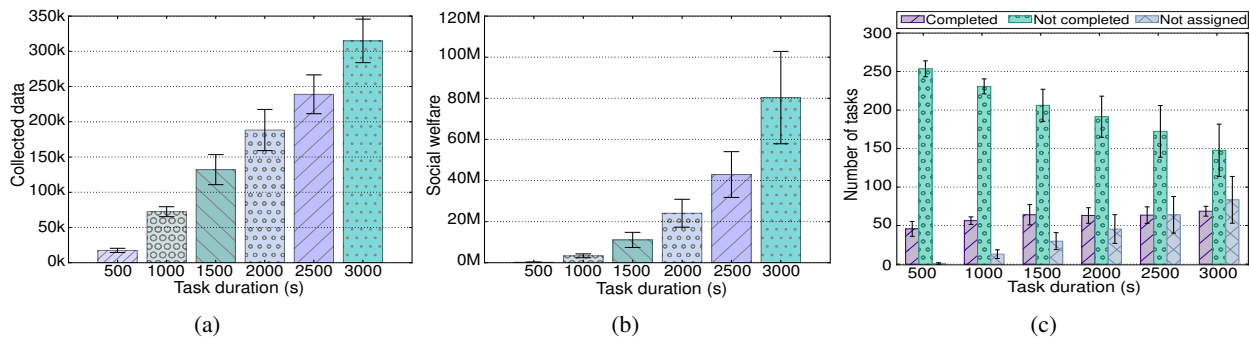 350k
300k
250k
200k
150k
100k
50k
0k
Collected data
500 1000 1500 2000 2500 3000
Task duration (s)
(a)
120M
100M
80M
60M
40M
20M
0M
Social welfare
500 1000 1500 2000 2500 3000
Task duration (s)
(b)
Completed Not completed Not assigned
300
250
200
150
100
50
0
Number of tasks
500 1000 1500 2000 2500 3000
Task duration (s)
(c)